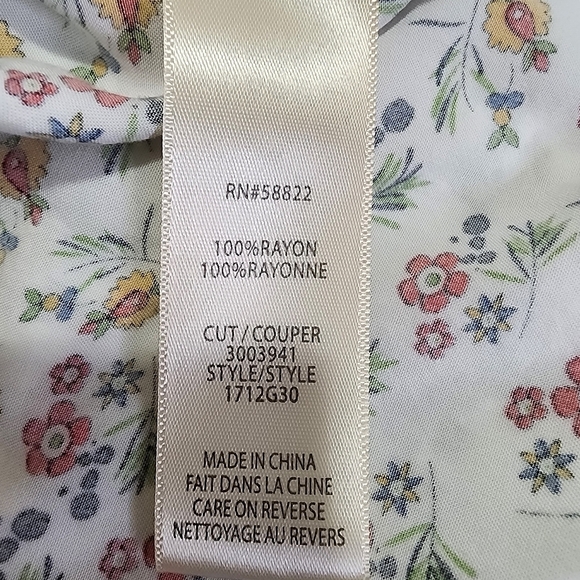 RN#58822
100%RAYON
100%RAYONNE
CUT/COUPER
3003941
STYLE/STYLE
1712G30
MADE IN CHINA
FAIT DANS LA CHINE
CARE ON REVERSE
NETTOYAGE AU REVERS